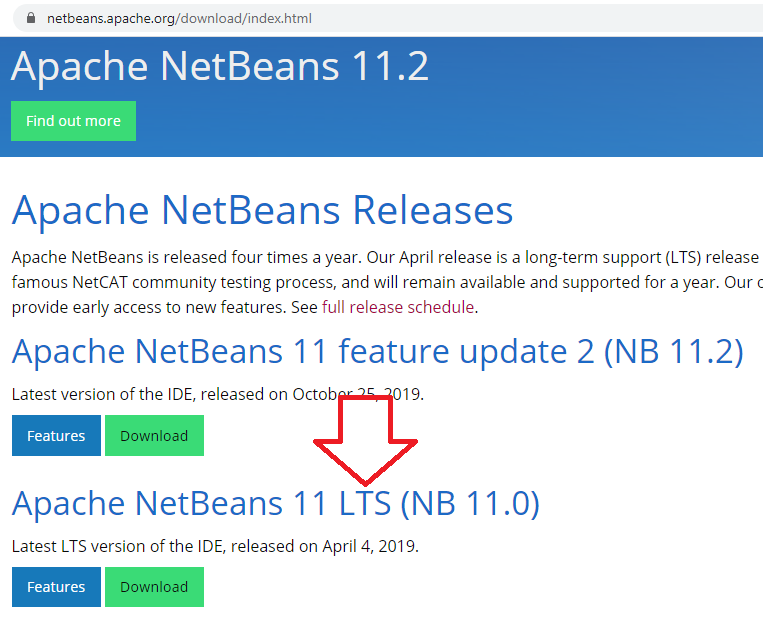 netbeans.apache.org/download/index.html
Apache NetBeans 11.2
Find out more
Apache NetBeans Releases
Apache NetBeans is released four times a year. Our April release is a long-term support (LTS) release
famous NetCAT community testing process, and will remain available and supported for a year. Our
provide early access to new features. See full release schedule.
Apache NetBeans 11 feature update 2 (NB 11.2)
Latest version of the IDE, released on October 25, 2019.
Features Download
Apache NetBeans 11 LTS (NB 11.0)
Latest LTS version of the IDE, released on April 4, 2019.
Features Download